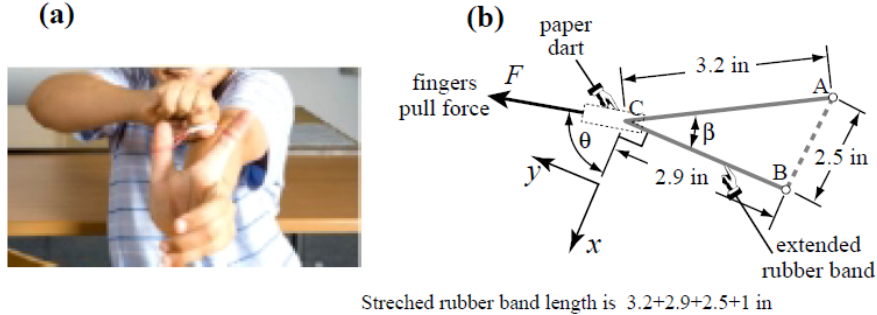 (a)
(b)
paper
dart
fingers
pull force
F
C
3.2 in
A
θ
β
B
2.5 in
y
2.9 in
x
extended
rubber band
Streched rubber band length is 3.2+2.9+2.5+1 in